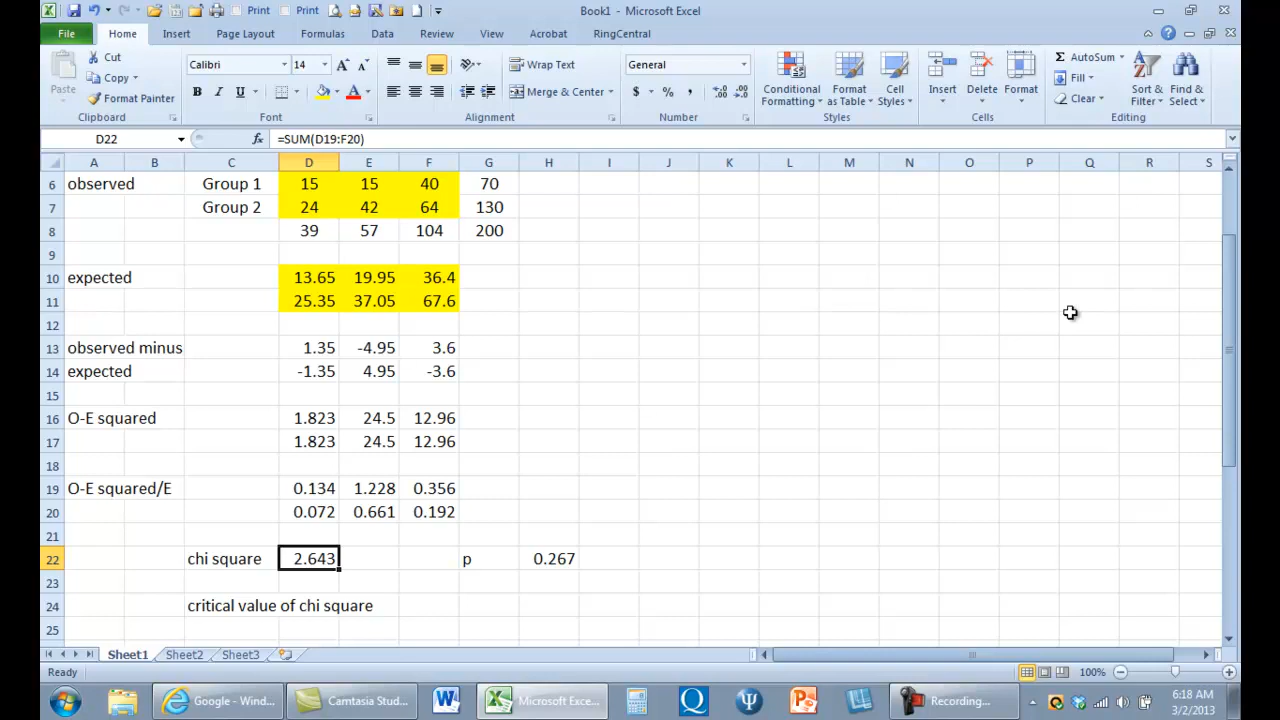 Print Print Book1 - Microsoft Excel
File Home Insert Page Layout Formulas Data Review View Acrobat RingCentral
Cut Calibri 14 Wrap Text General AutoSum
Paste Copy Merge & Center Conditional Formatting Format as Table Cell Styles Insert Delete Format Fill Sort & Filter Find & Select
Format Painter B I U $ % , Clear
Clipboard Font Alignment Number Styles Cells Editing
D22 fx =SUM(D19:F20)
A B C D E F G H I J K L M N O P Q R S
6 observed Group 1 15 15 40 70
7 Group 2 24 42 64 130
8 39 57 104 200
9
10 expected 13.65 19.95 36.4
11 25.35 37.05 67.6
12
13 observed minus 1.35 -4.95 3.6
14 expected -1.35 4.95 -3.6
15
16 O-E squared 1.823 24.5 12.96
17 1.823 24.5 12.96
18
19 O-E squared/E 0.134 1.228 0.356
20 0.072 0.661 0.192
21
22 chi square 2.643 p 0.267
23
24 critical value of chi square
25
Sheet1 Sheet2 Sheet3
Ready 100%
Google - Wind... Camtasia Stud... Microsoft Exce... Recording... 6:18 AM
3/2/2013